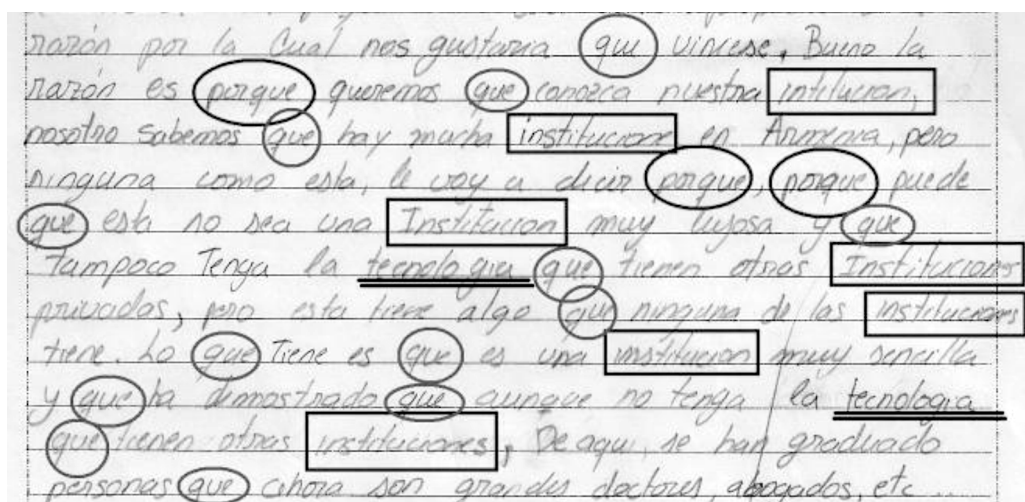 razón por la Cual nos gustaria que viniese, Bueno la
razón es porque queremos que conozca nuestra intitucion,
nosotro sabemos que hay mucha institucione en Armenia, pero
ninguna como esta, le voy a decir porque, porque puede
que esta no sea una Institucion muy lujosa y que
tampoco Tenga la tecnologia que tienen otras Instituciones
privadas, pero esta tiene algo que ninguna de las instituciones
tiene. Lo que Tiene es que es una institucion muy sencilla
y que ha demostrado que aunque no tenga la tecnologia
que tienen otras instituciones, De aqui, se han graduado
personas que ahora son grandes doctores, abogados, etc